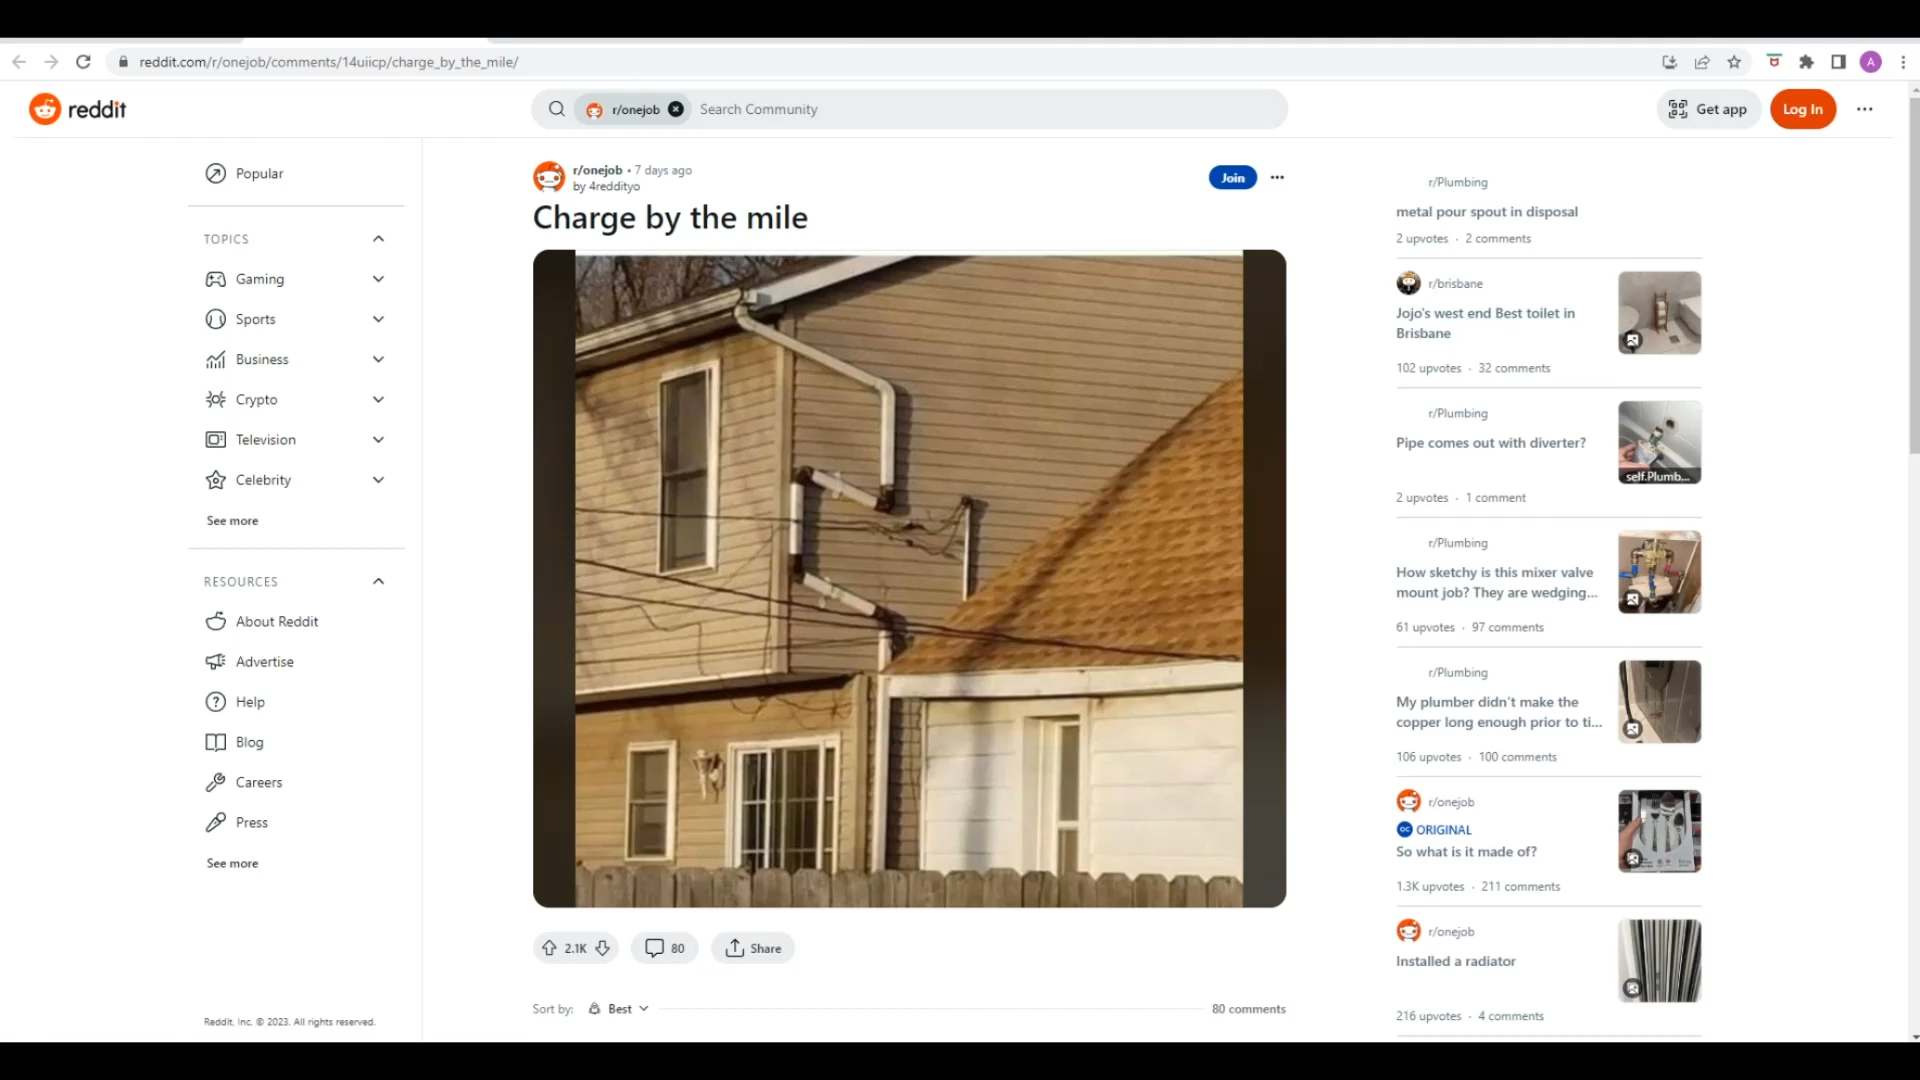 reddit.com/r/onejob/comments/14uiicp/charge_by_the_mile/
A
reddit
r/onejob
Search Community
Get app
Log In
Popular
TOPICS
Gaming
Sports
Business
Crypto
Television
Celebrity
See more
RESOURCES
About Reddit
Advertise
Help
Blog
Careers
Press
See more
Reddit, Inc. © 2023. All rights reserved.
r/onejob • 7 days ago
by 4reddityo
Join
Charge by the mile
2.1K
80
Share
Sort by:
Best
80 comments
r/Plumbing
metal pour spout in disposal
2 upvotes · 2 comments
r/brisbane
Jojo's west end Best toilet in
Brisbane
102 upvotes · 32 comments
r/Plumbing
Pipe comes out with diverter?
self.Plumb...
2 upvotes · 1 comment
r/Plumbing
How sketchy is this mixer valve
mount job? They are wedging...
61 upvotes · 97 comments
r/Plumbing
My plumber didn't make the
copper long enough prior to ti...
106 upvotes · 100 comments
r/onejob
OC ORIGINAL
So what is it made of?
1.3K upvotes · 211 comments
r/onejob
Installed a radiator
216 upvotes · 4 comments